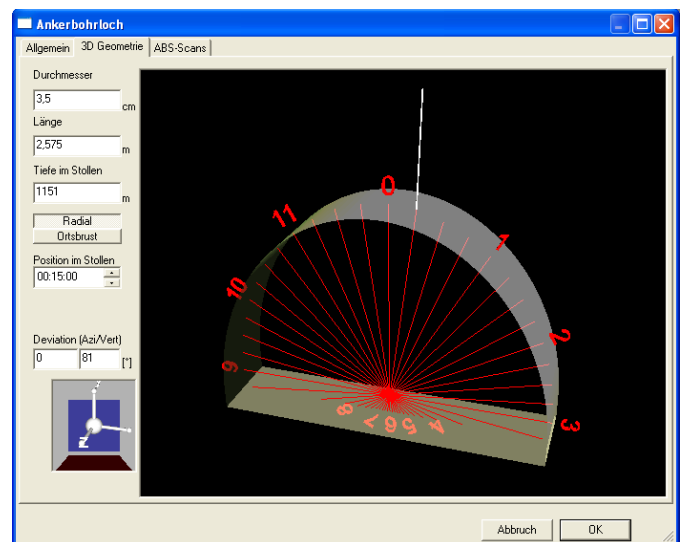 Ankerbohrloch
Allgemein 3D Geometrie ABS-Scans
Durchmesser
3,5 cm
Länge
2,575 m
Tiefe im Stollen
1151 m
Radial
Ortsbrust
Position im Stollen
00:15:00
Deviation (Azi/Vert)
0 81 [°]
0
11
1
10
2
9
3
8 7 6 5 4
Abbruch OK